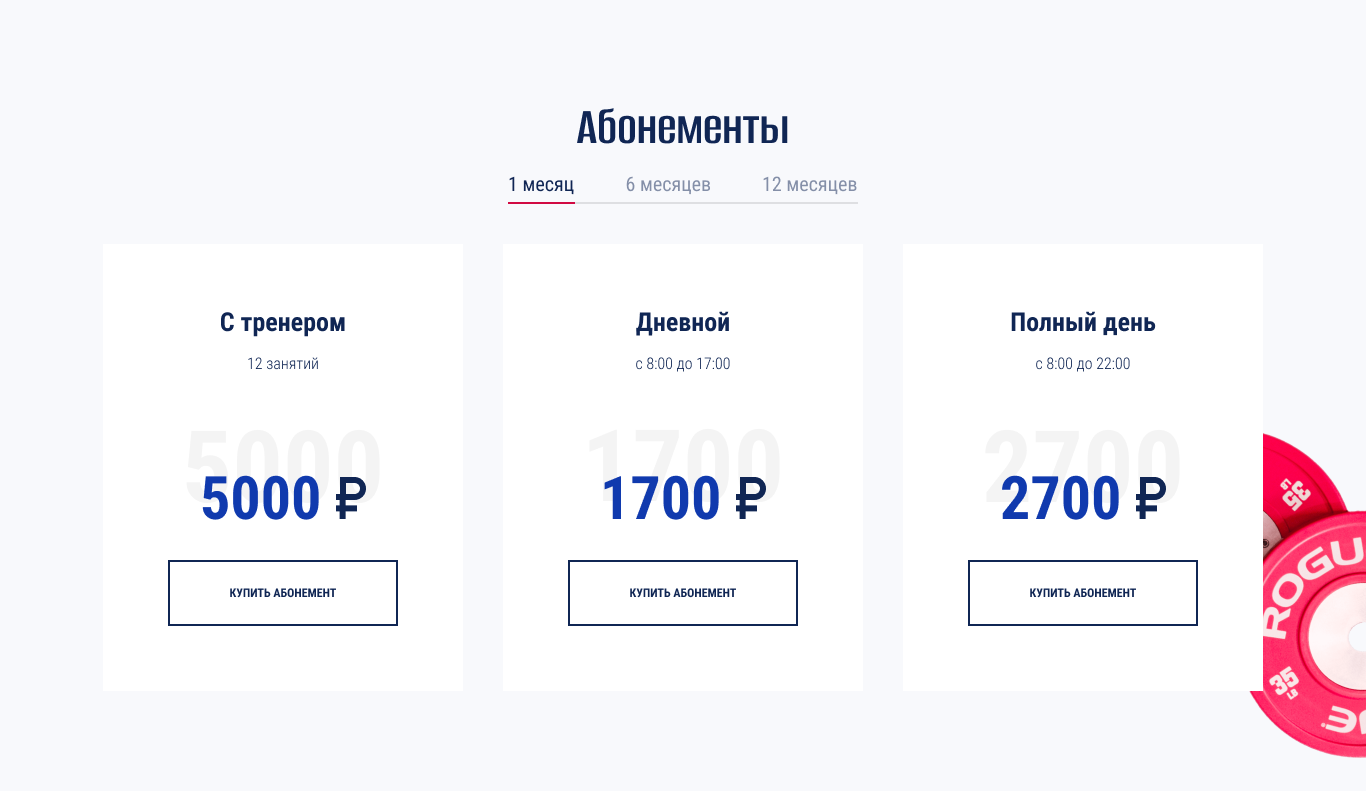 Абонементы
1 месяц 6 месяцев 12 месяцев
С тренером
12 занятий
5000
5000 ₽
КУПИТЬ АБОНЕМЕНТ
Дневной
с 8:00 до 17:00
1700
1700 ₽
КУПИТЬ АБОНЕМЕНТ
Полный день
с 8:00 до 22:00
2700
2700 ₽
КУПИТЬ АБОНЕМЕНТ
35
ROGU
35